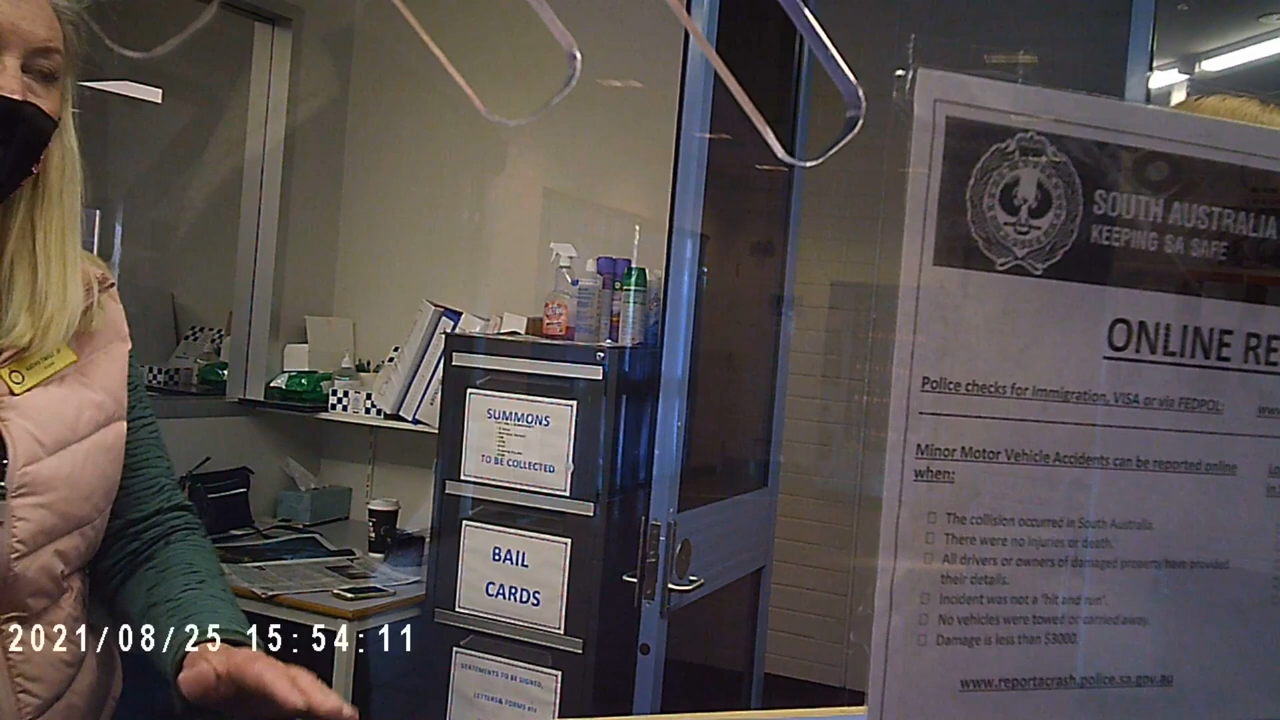 SUMMONS
TO BE COLLECTED
BAIL
CARDS
STATEMENTS TO BE SIGNED,
LETTERS & FORMS
2021/08/25 15:54:11
SOUTH AUSTRALIA
KEEPING SA SAFE
ONLINE RE
Police checks for Immigration, VISA or via FEDPOL:
Minor Motor Vehicle Accidents can be reported online
when:
The collision occurred in South Australia.
There were no injuries or death.
All drivers or owners of damaged property have provided
their details.
Incident was not a 'hit and run'.
No vehicles were towed or carried away.
Damage is less than $3000.
www.reportacrash.police.sa.gov.au